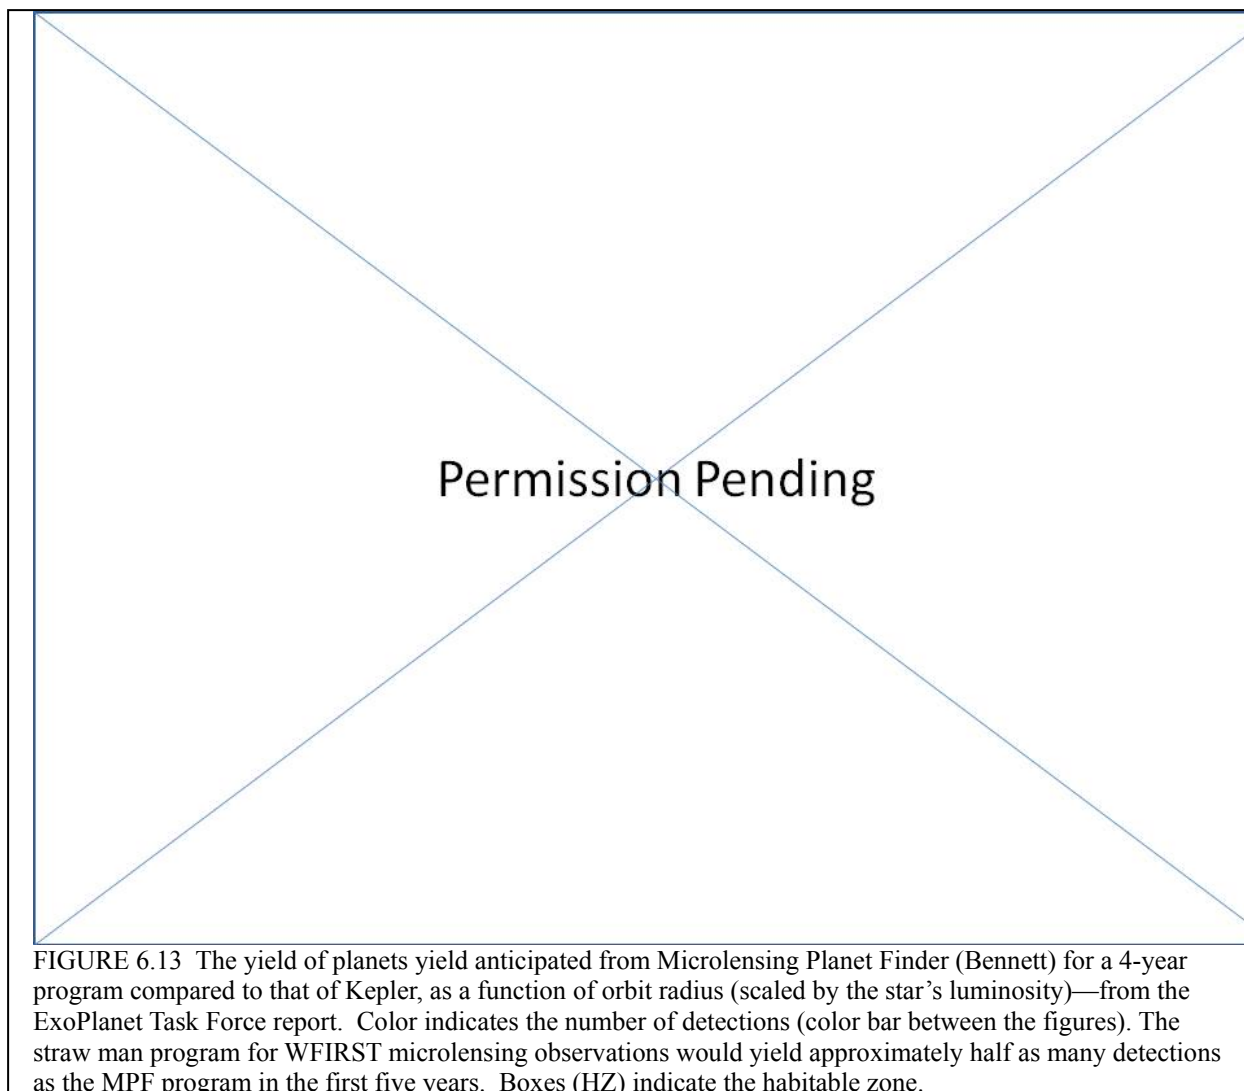 Permission Pending
FIGURE 6.13 The yield of planets yield anticipated from Microlensing Planet Finder (Bennett) for a 4-year
program compared to that of Kepler, as a function of orbit radius (scaled by the star’s luminosity)—from the
ExoPlanet Task Force report. Color indicates the number of detections (color bar between the figures). The
straw man program for WFIRST microlensing observations would yield approximately half as many detections
as the MPF program in the first five years. Boxes (HZ) indicate the habitable zone.